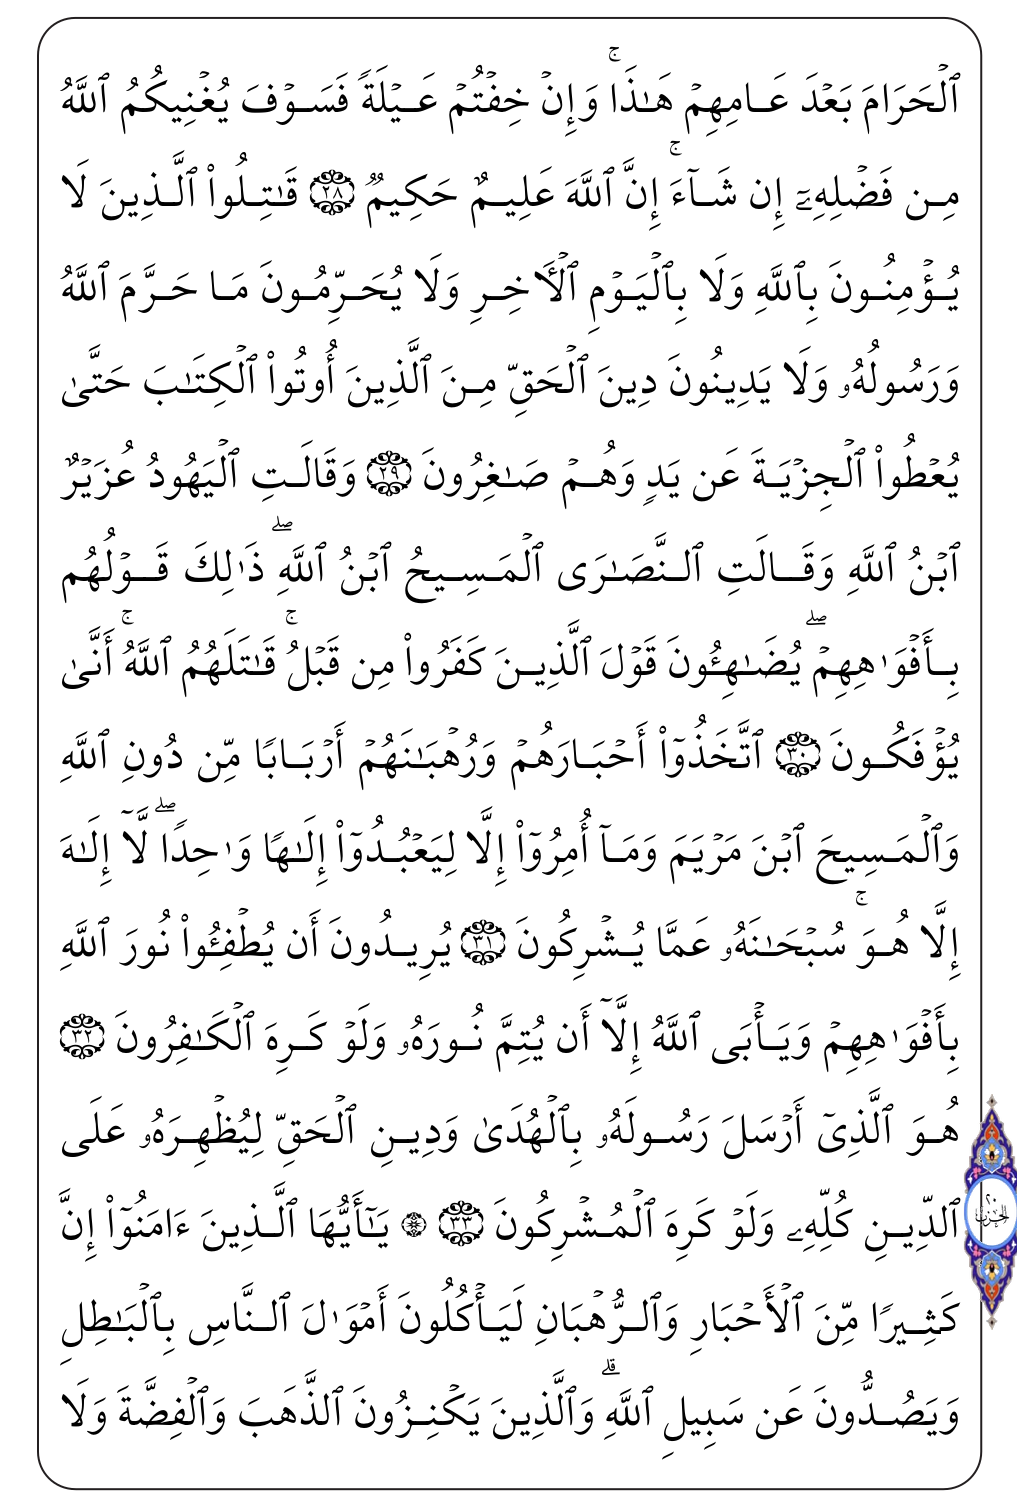 ٱلْحَرَامَ بَعْدَ عَامِهِمْ هَـٰذَاۚ وَإِنْ خِفْتُمْ عَيْلَةً فَسَوْفَ يُغْنِيكُمُ ٱللَّهُ
مِن فَضْلِهِۦٓ إِن شَآءَۚ إِنَّ ٱللَّهَ عَلِيمٌ حَكِيمٌ ٢٨ قَـٰتِلُوا۟ ٱلَّذِينَ لَا
يُؤْمِنُونَ بِٱللَّهِ وَلَا بِٱلْيَوْمِ ٱلْـَٔاخِرِ وَلَا يُحَرِّمُونَ مَا حَرَّمَ ٱللَّهُ
وَرَسُولُهُۥ وَلَا يَدِينُونَ دِينَ ٱلْحَقِّ مِنَ ٱلَّذِينَ أُوتُوا۟ ٱلْكِتَـٰبَ حَتَّىٰ
يُعْطُوا۟ ٱلْجِزْيَةَ عَن يَدٍ وَهُمْ صَـٰغِرُونَ ٢٩ وَقَالَتِ ٱلْيَهُودُ عُزَيْرٌ
ٱبْنُ ٱللَّهِ وَقَالَتِ ٱلنَّصَـٰرَى ٱلْمَسِيحُ ٱبْنُ ٱللَّهِۖ ذَٰلِكَ قَوْلُهُم
بِأَفْوَٰهِهِمْۖ يُضَـٰهِـُٔونَ قَوْلَ ٱلَّذِينَ كَفَرُوا۟ مِن قَبْلُۚ قَـٰتَلَهُمُ ٱللَّهُۚ أَنَّىٰ
يُؤْفَكُونَ ٣٠ ٱتَّخَذُوٓا۟ أَحْبَارَهُمْ وَرُهْبَـٰنَهُمْ أَرْبَابًا مِّن دُونِ ٱللَّهِ
وَٱلْمَسِيحَ ٱبْنَ مَرْيَمَ وَمَآ أُمِرُوٓا۟ إِلَّا لِيَعْبُدُوٓا۟ إِلَـٰهًا وَٰحِدًاۖ لَّآ إِلَـٰهَ
إِلَّا هُوَۚ سُبْحَـٰنَهُۥ عَمَّا يُشْرِكُونَ ٣١ يُرِيدُونَ أَن يُطْفِـُٔوا۟ نُورَ ٱللَّهِ
بِأَفْوَٰهِهِمْ وَيَأْبَى ٱللَّهُ إِلَّآ أَن يُتِمَّ نُورَهُۥ وَلَوْ كَرِهَ ٱلْكَـٰفِرُونَ ٣٢
هُوَ ٱلَّذِىٓ أَرْسَلَ رَسُولَهُۥ بِٱلْهُدَىٰ وَدِينِ ٱلْحَقِّ لِيُظْهِرَهُۥ عَلَى
ٱلدِّينِ كُلِّهِۦ وَلَوْ كَرِهَ ٱلْمُشْرِكُونَ ٣٣ ۞ يَـٰٓأَيُّهَا ٱلَّذِينَ ءَامَنُوٓا۟ إِنَّ
كَثِيرًا مِّنَ ٱلْأَحْبَارِ وَٱلرُّهْبَانِ لَيَأْكُلُونَ أَمْوَٰلَ ٱلنَّاسِ بِٱلْبَـٰطِلِ
وَيَصُدُّونَ عَن سَبِيلِ ٱللَّهِۗ وَٱلَّذِينَ يَكْنِزُونَ ٱلذَّهَبَ وَٱلْفِضَّةَ وَلَا
الحزب ٢٠